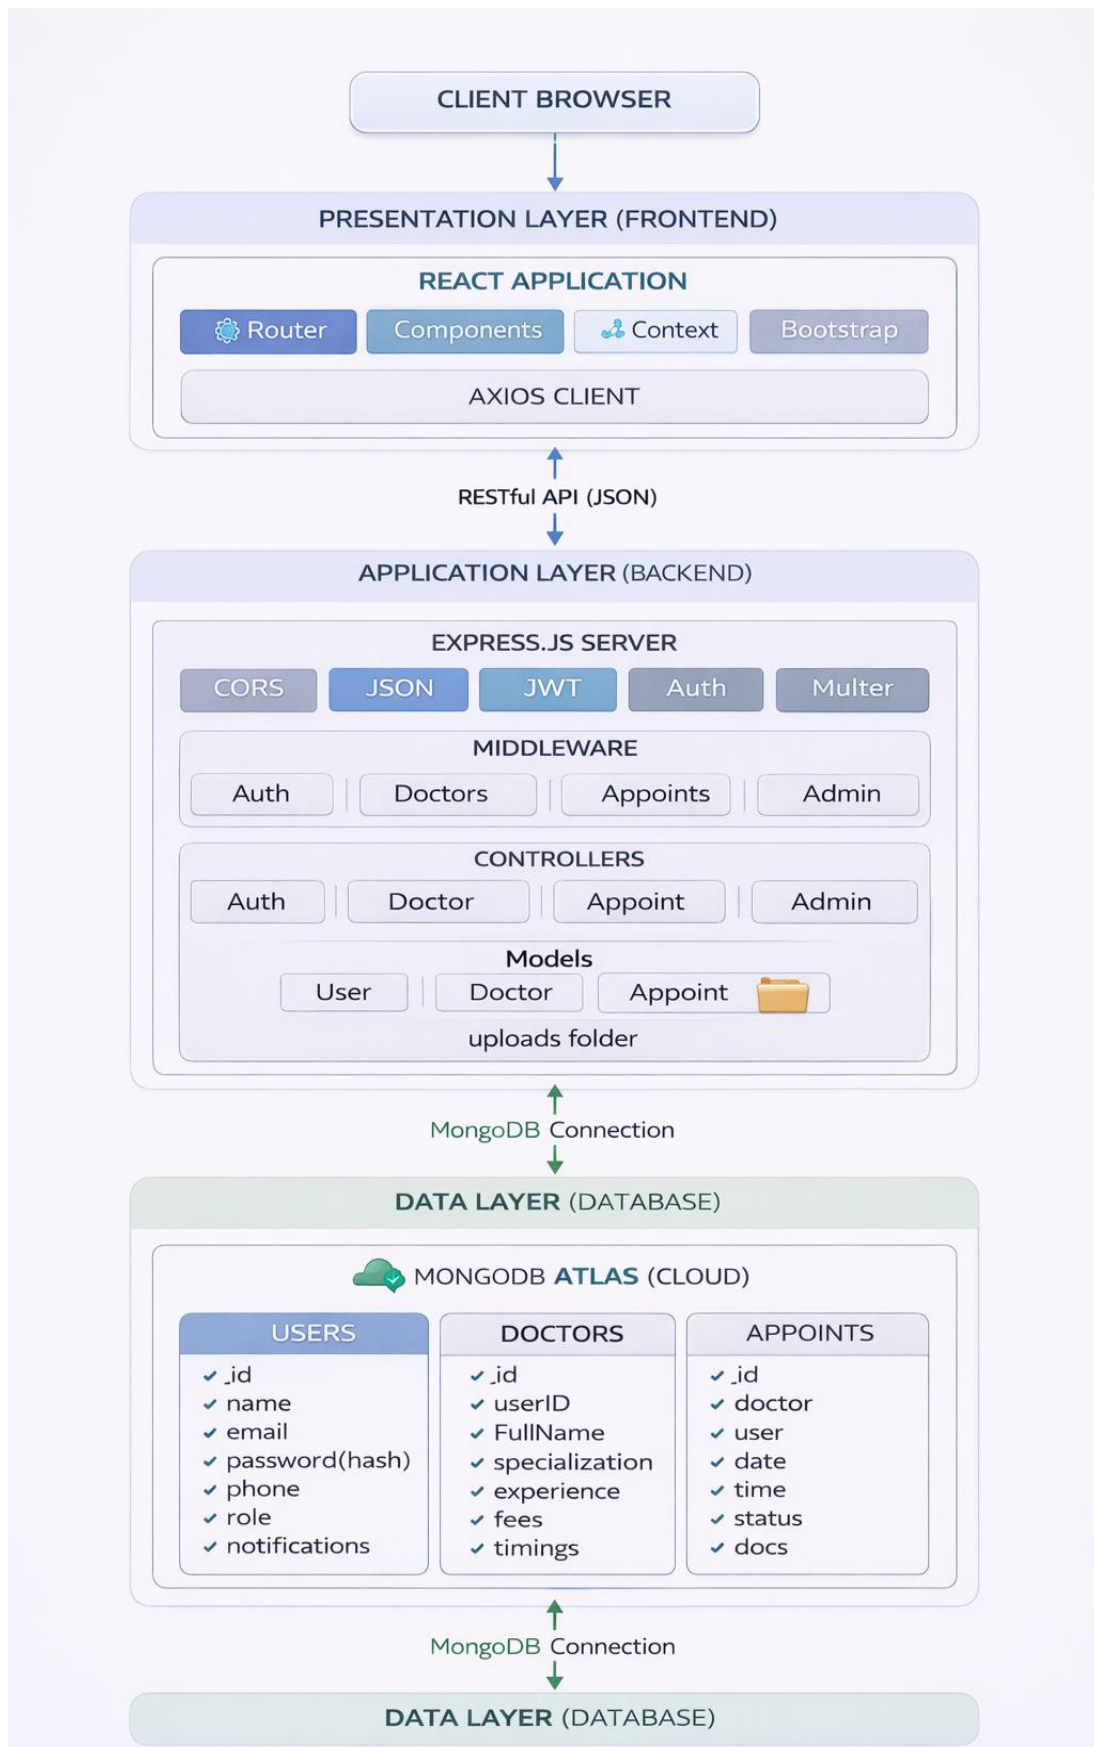 CLIENT BROWSER
PRESENTATION LAYER (FRONTEND)
REACT APPLICATION
Router Components Context Bootstrap
AXIOS CLIENT
RESTful API (JSON)
APPLICATION LAYER (BACKEND)
EXPRESS.JS SERVER
CORS JSON JWT Auth Multer
MIDDLEWARE
Auth Doctors Appoints Admin
CONTROLLERS
Auth Doctor Appoint Admin
Models
User Doctor Appoint
uploads folder
MongoDB Connection
DATA LAYER (DATABASE)
MONGODB ATLAS (CLOUD)
USERS
✓ _id
✓ name
✓ email
✓ password(hash)
✓ phone
✓ role
✓ notifications
DOCTORS
✓ _id
✓ userID
✓ FullName
✓ specialization
✓ experience
✓ fees
✓ timings
APPOINTS
✓ _id
✓ doctor
✓ user
✓ date
✓ time
✓ status
✓ docs
MongoDB Connection
DATA LAYER (DATABASE)